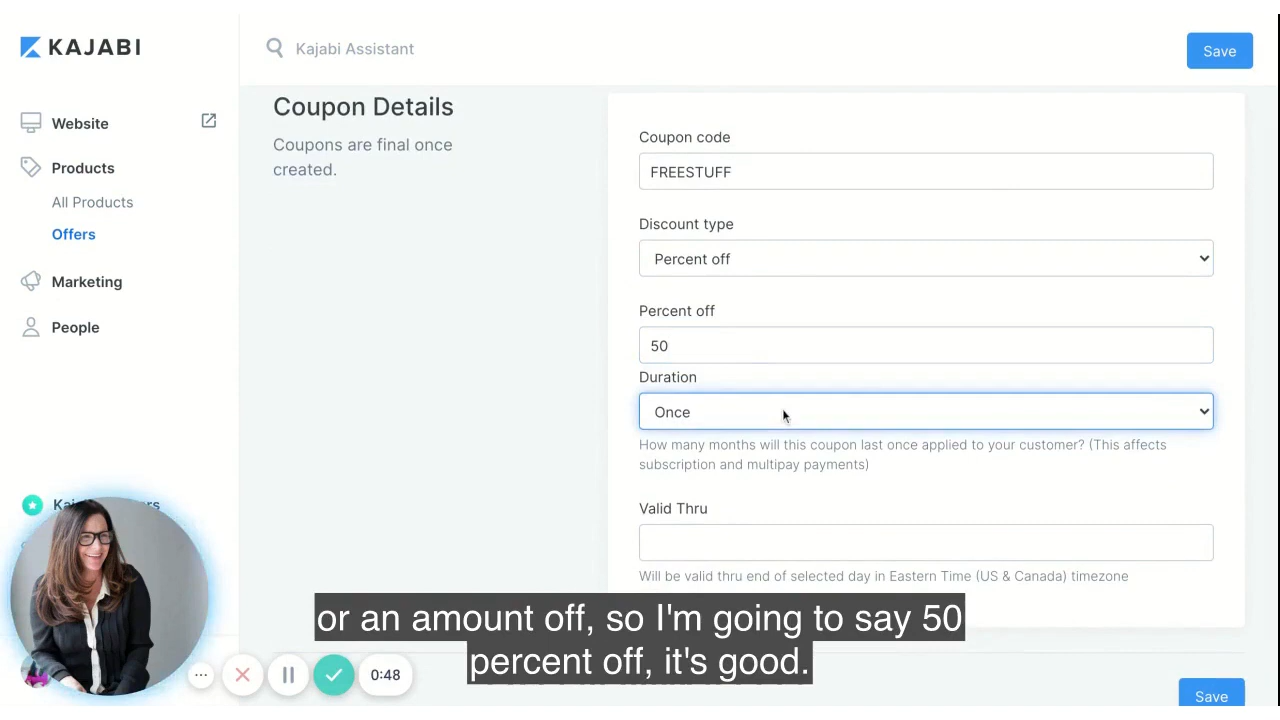 KAJABI
Kajabi Assistant
Save
Website
Products
All Products
Offers
Marketing
People
Coupon Details
Coupons are final once
created.
Coupon code
FREESTUFF
Discount type
Percent off
Percent off
50
Duration
Once
How many months will this coupon last once applied to your customer? (This affects
subscription and multipay payments)
Valid Thru
Will be valid thru end of selected day in Eastern Time (US & Canada) timezone
or an amount off, so I'm going to say 50
percent off, it's good.
0:48
Save